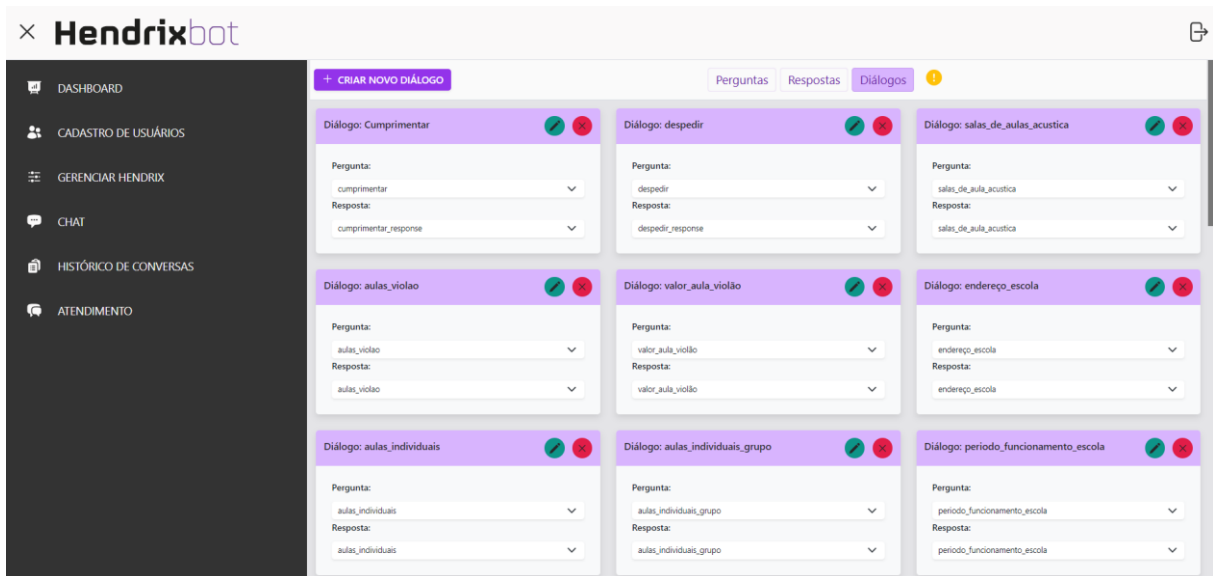 Hendrixbot
DASHBOARD
CADASTRO DE USUÁRIOS
GERENCIAR HENDRIX
CHAT
HISTÓRICO DE CONVERSAS
ATENDIMENTO
+ CRIAR NOVO DIÁLOGO
Perguntas
Respostas
Diálogos
Diálogo: Cumprimentar
Pergunta:
cumprimentar
Resposta:
cumprimentar_response
Diálogo: despedir
Pergunta:
despedir
Resposta:
despedir_response
Diálogo: salas_de_aulas_acustica
Pergunta:
salas_de_aula_acustica
Resposta:
salas_de_aula_acustica
Diálogo: aulas_violao
Pergunta:
aulas_violao
Resposta:
aulas_violao
Diálogo: valor_aula_violão
Pergunta:
valor_aula_violão
Resposta:
valor_aula_violão
Diálogo: endereço_escola
Pergunta:
endereço_escola
Resposta:
endereço_escola
Diálogo: aulas_individuais
Pergunta:
aulas_individuais
Resposta:
aulas_individuais
Diálogo: aulas_individuais_grupo
Pergunta:
aulas_individuais_grupo
Resposta:
aulas_individuais_grupo
Diálogo: periodo_funcionamento_escola
Pergunta:
periodo_funcionamento_escola
Resposta:
periodo_funcionamento_escola